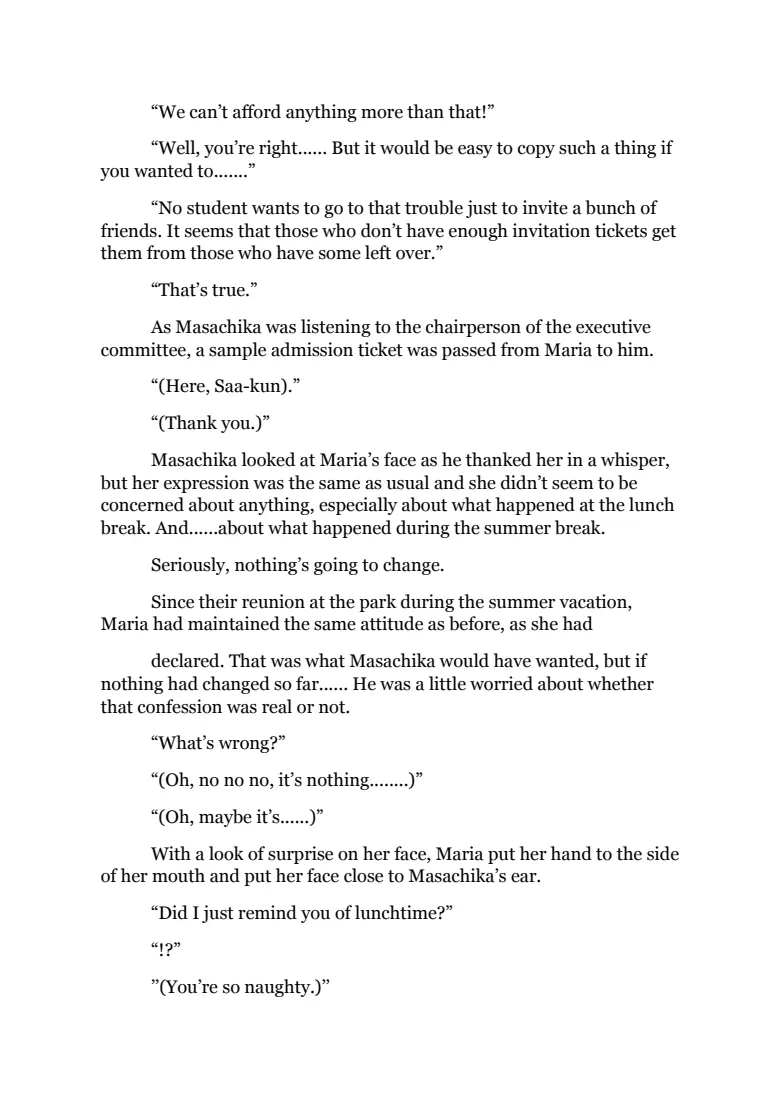 “We can’t afford anything more than that!”
“Well, you’re right...... But it would be easy to copy such a thing if
you wanted to.......”
“No student wants to go to that trouble just to invite a bunch of
friends. It seems that those who don’t have enough invitation tickets get
them from those who have some left over.”
“That’s true.”
As Masachika was listening to the chairperson of the executive
committee, a sample admission ticket was passed from Maria to him.
“(Here, Saa-kun).”
“(Thank you.)”
Masachika looked at Maria’s face as he thanked her in a whisper,
but her expression was the same as usual and she didn’t seem to be
concerned about anything, especially about what happened at the lunch
break. And......about what happened during the summer break.
Seriously, nothing’s going to change.
Since their reunion at the park during the summer vacation,
Maria had maintained the same attitude as before, as she had
declared. That was what Masachika would have wanted, but if
nothing had changed so far...... He was a little worried about whether
that confession was real or not.
“What’s wrong?”
“(Oh, no no no, it’s nothing........)”
“(Oh, maybe it’s......)”
With a look of surprise on her face, Maria put her hand to the side
of her mouth and put her face close to Masachika’s ear.
“Did I just remind you of lunchtime?”
“!?”
”(You’re so naughty.)”